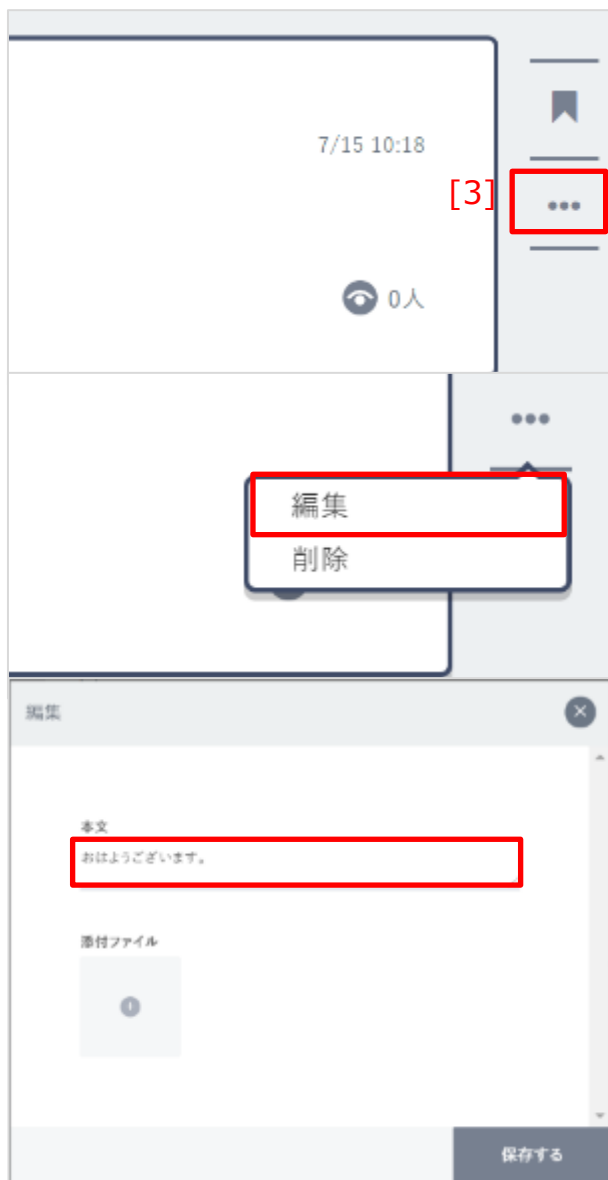 7/15 10:18
[3]
0人
編集
削除
編集
本文
おはようございます。
添付ファイル
保存する